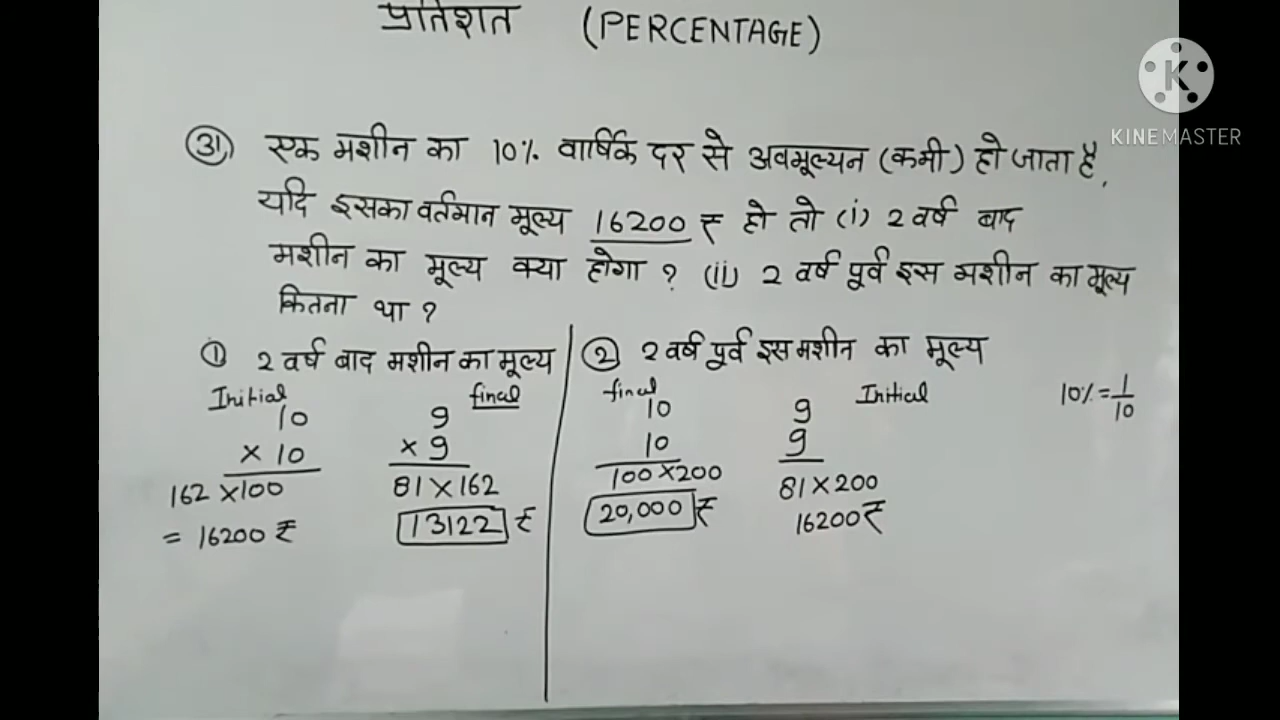 प्रतिशत (PERCENTAGE)
K
KINEMASTER
③① एक मशीन का 10% वार्षिक दर से अवमूल्यन (कमी) हो जाता है,
यदि इसका वर्तमान मूल्य 16200 ₹ हो तो (i) 2 वर्ष बाद
मशीन का मूल्य क्या होगा ? (ii) 2 वर्ष पूर्व इस मशीन का मूल्य
कितना था ?
① 2 वर्ष बाद मशीन का मूल्य
Initial final
10 9
× 10 × 9
162 × 100 81 × 162
= 16200 ₹ 13122 ₹
② 2 वर्ष पूर्व इस मशीन का मूल्य
final Initial
10% = 1/10
10 9
10 9
100 × 200 81 × 200
20,000 ₹ 16200 ₹